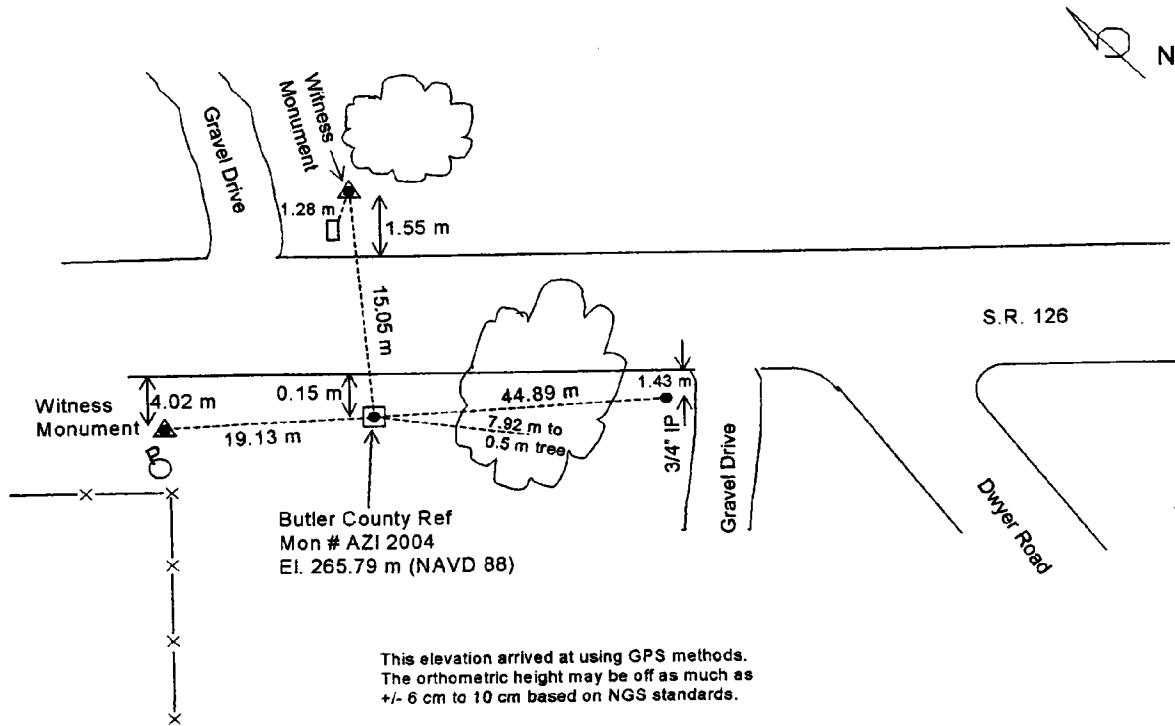 N
Witness
Monument
Gravel Drive
1.28 m
1.55 m
15.05 m
S.R. 126
4.02 m
0.15 m
1.43 m
44.89 m
Witness
Monument
19.13 m
7.92 m to
0.5 m tree
3/4" IP
Gravel Drive
Dwyer Road
Butler County Ref
Mon # AZI 2004
El. 265.79 m (NAVD 88)
This elevation arrived at using GPS methods.
The orthometric height may be off as much as
+/- 6 cm to 10 cm based on NGS standards.